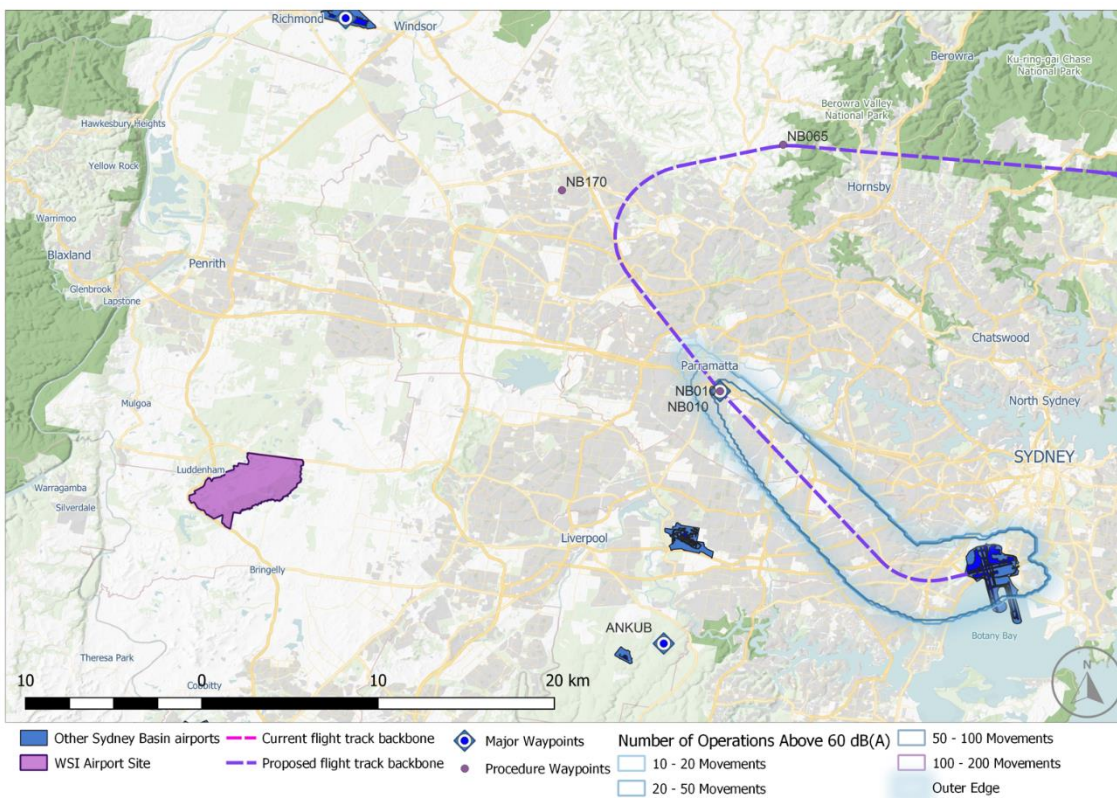 Richmond
Windsor
Berowra
Ku-ring-gai Chase
National Park
Berowra Valley
National Park
Hawkesbury Heights
NB065
Yellow Rock
NB170
Hornsby
Warrimoo
Blaxland
Penrith
Glenbrook
Lapstone
Chatswood
Parramatta
NB010
North Sydney
NB010
Mulgoa
SYDNEY
Luddenham
Warragamba
Silverdale
Liverpool
Bringelly
ANKUB
Botany Bay
N
Theresa Park
Cobbitty
10
0
10
20 km
Other Sydney Basin airports
Current flight track backbone
Major Waypoints
Number of Operations Above 60 dB(A)
50 - 100 Movements
WSI Airport Site
Proposed flight track backbone
Procedure Waypoints
10 - 20 Movements
100 - 200 Movements
20 - 50 Movements
Outer Edge